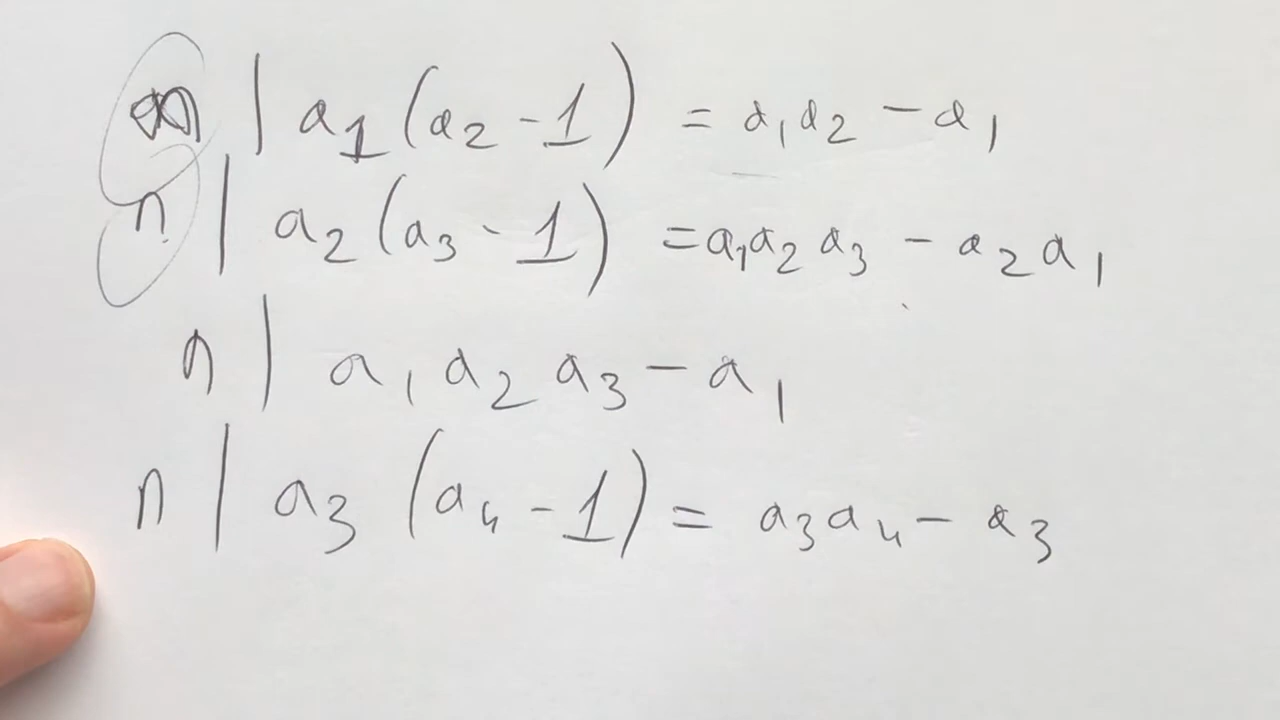 n | a₁(a₂-1) = a₁a₂ - a₁
n | a₂(a₃-1) = a₁a₂a₃ - a₂a₁
n | a₁a₂a₃ - a₁
n | a₃(a₄-1) = a₃a₄ - a₃